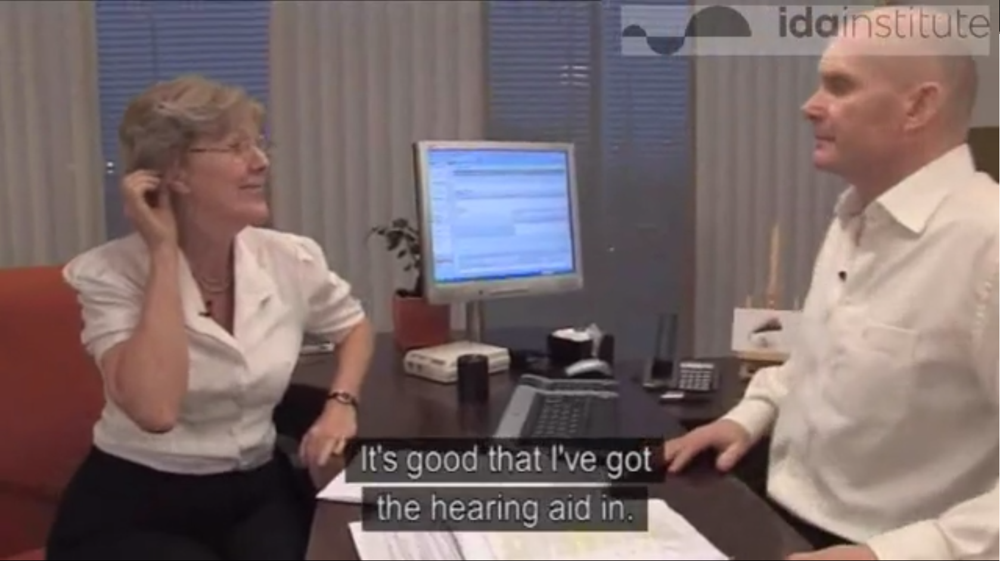 idainstitute
It's good that I've got
the hearing aid in.